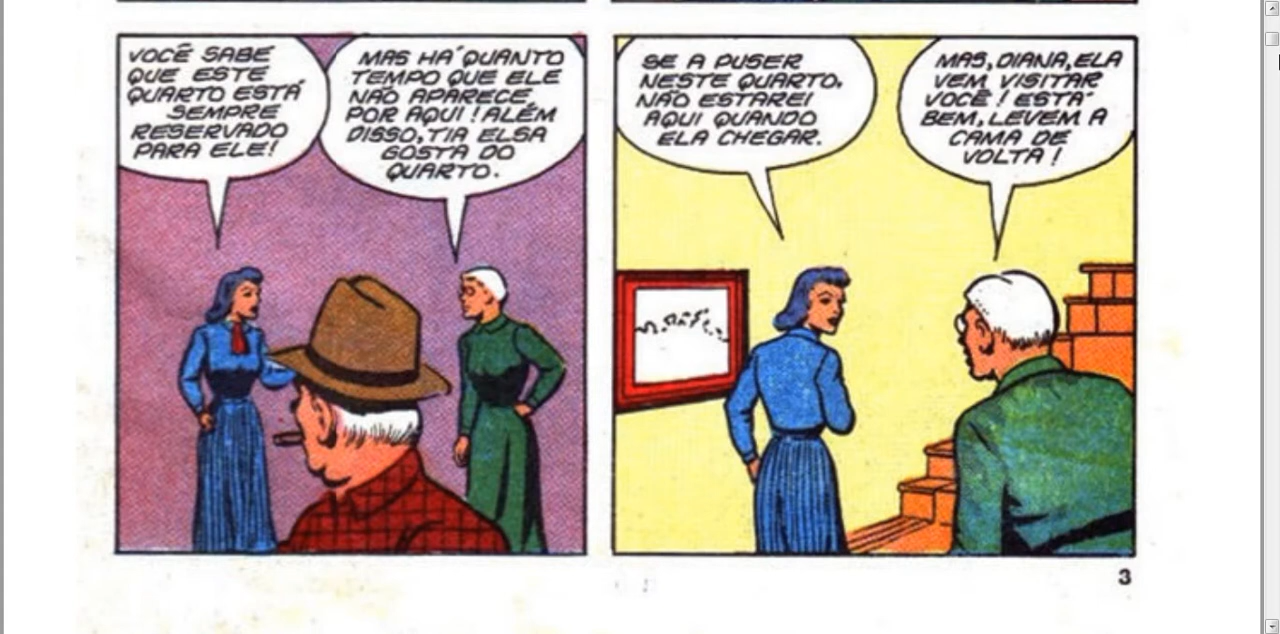 VOCÊ SABE
QUE ESTE
QUARTO ESTÁ
SEMPRE
RESERVADO
PARA ELE!
MAS HÁ QUANTO
TEMPO QUE ELE
NÃO APARECE
POR AQUI! ALÉM
DISSO, TIA ELSA
GOSTA DO
QUARTO.
SE A PUSER
NESTE QUARTO.
NÃO ESTAREI
AQUI QUANDO
ELA CHEGAR.
MAS, DIANA, ELA
VEM VISITAR
VOCÊ! ESTÁ
BEM, LEVEM A
CAMA DE
VOLTA!
3